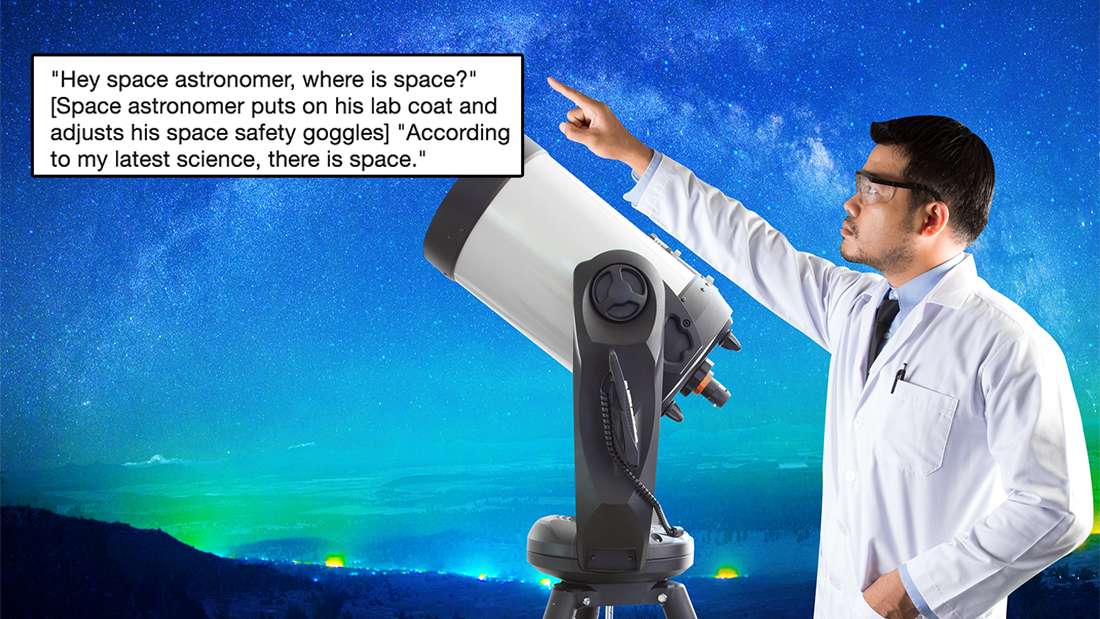 "Hey space astronomer, where is space?"
[Space astronomer puts on his lab coat and
adjusts his space safety goggles] "According
to my latest science, there is space."